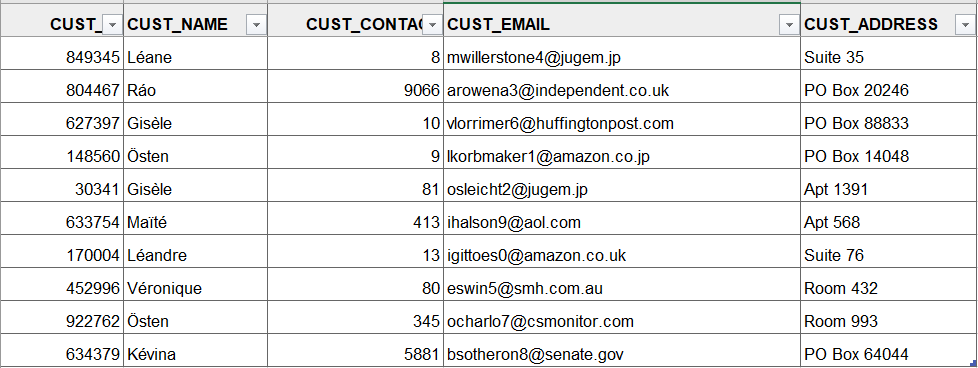 CUST_ CUST_NAME CUST_CONTAC CUST_EMAIL CUST_ADDRESS
849345 Léane 8 mwillerstone4@jugem.jp Suite 35
804467 Ráo 9066 arowena3@independent.co.uk PO Box 20246
627397 Gisèle 10 vlorrimer6@huffingtonpost.com PO Box 88833
148560 Östen 9 lkorbmaker1@amazon.co.jp PO Box 14048
30341 Gisèle 81 osleicht2@jugem.jp Apt 1391
633754 Maïté 413 ihalson9@aol.com Apt 568
170004 Léandre 13 igittoes0@amazon.co.uk Suite 76
452996 Véronique 80 eswin5@smh.com.au Room 432
922762 Östen 345 ocharlo7@csmonitor.com Room 993
634379 Kévina 5881 bsotheron8@senate.gov PO Box 64044